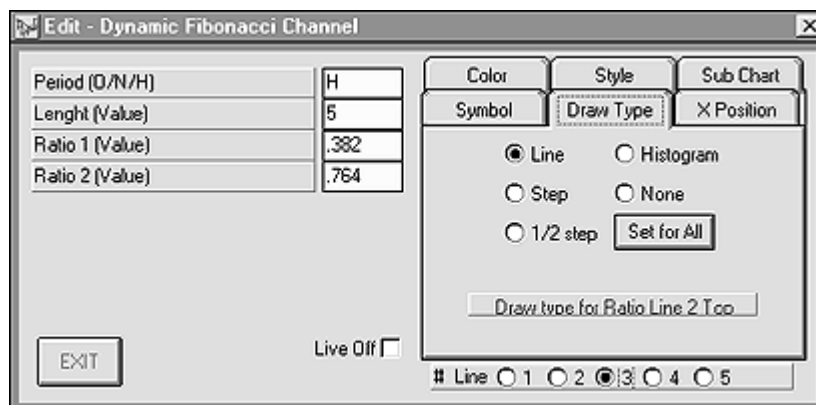 Edit - Dynamic Fibonacci Channel
Period (O/N/H) H
Lenght (Value) 5
Ratio 1 (Value) .382
Ratio 2 (Value) .764
Color Style Sub Chart
Symbol Draw Type X Position
Line Histogram
Step None
1/2 step Set for All
Draw type for Ratio Line 2 Top
Live Off
EXIT
# Line 1 2 3 4 5